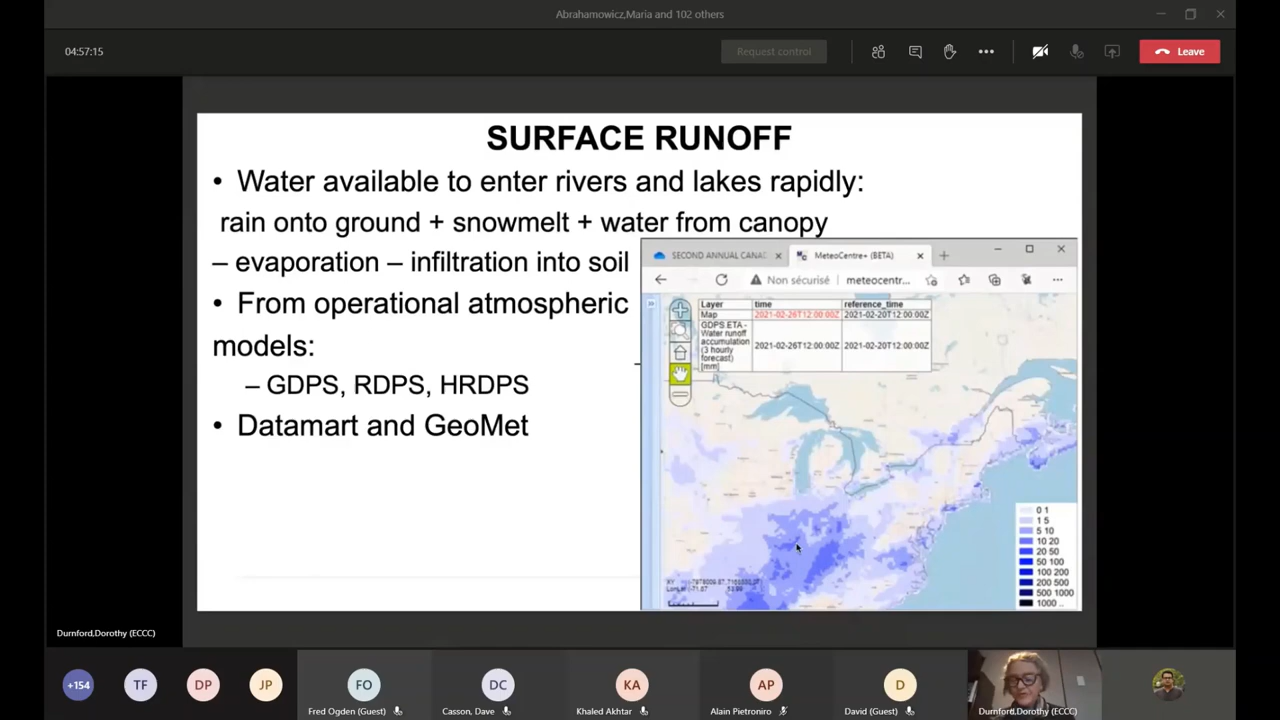 Abrahamowicz,Maria and 102 others
04:57:15
Request control
Leave
SURFACE RUNOFF
• Water available to enter rivers and lakes rapidly:
rain onto ground + snowmelt + water from canopy
– evaporation – infiltration into soil
• From operational atmospheric
models:
– GDPS, RDPS, HRDPS
• Datamart and GeoMet
SECOND ANNUAL CANA
MeteoCentre+ (BETA)
Non sécurisé
meteocentr...
Layer time reference_time
Map 2021-02-26T12:00:00Z 2021-02-20T12:00:00Z
GDPS ETA -
Water runoff
accumulation
(3 hourly
forecast)
[mm]
2021-02-26T12:00:00Z 2021-02-20T12:00:00Z
0 1
1 5
5 10
10 20
20 50
50 100
100 200
200 500
500 1000
1000 ..
Durnford,Dorothy (ECCC)
+154
TF
DP
JP
FO
DC
KA
AP
D
Fred Ogden (Guest)
Casson, Dave
Khaled Akhtar
Alain Pietroniro
David (Guest)
Durnford,Dorothy (ECCC)